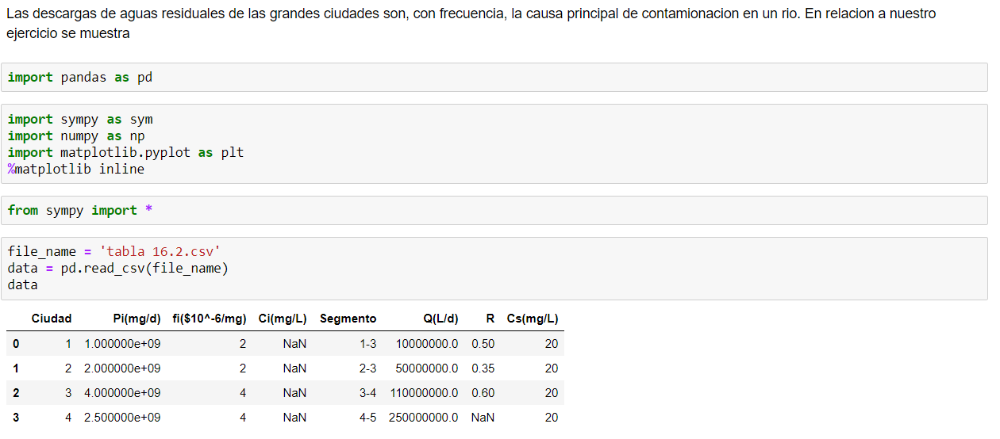 Las descargas de aguas residuales de las grandes ciudades son, con frecuencia, la causa principal de contamionacion en un rio. En relacion a nuestro
ejercicio se muestra
import pandas as pd
import sympy as sym
import numpy as np
import matplotlib.pyplot as plt
%matplotlib inline
from sympy import *
file_name = 'tabla 16.2.csv'
data = pd.read_csv(file_name)
data
Ciudad Pi(mg/d) fi($10^-6/mg) Ci(mg/L) Segmento Q(L/d) R Cs(mg/L)
0 1 1.000000e+09 2 NaN 1-3 10000000.0 0.50 20
1 2 2.000000e+09 2 NaN 2-3 50000000.0 0.35 20
2 3 4.000000e+09 4 NaN 3-4 110000000.0 0.60 20
3 4 2.500000e+09 4 NaN 4-5 250000000.0 NaN 20